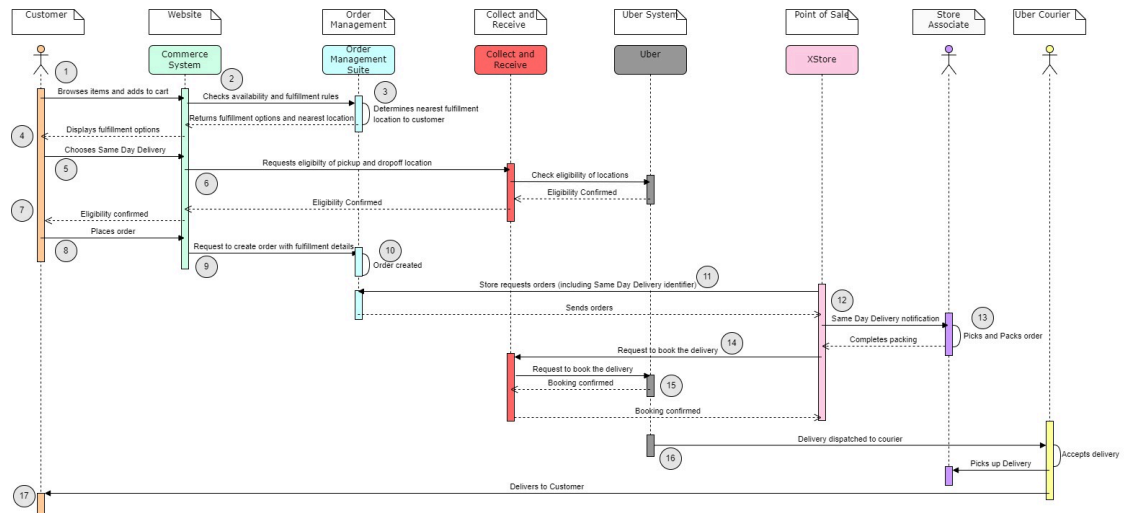 Customer
Website
Order
Management
Collect and
Receive
Uber System
Point of Sale
Store
Associate
Uber Courier
Commerce
System
Order
Management
Suite
Collect and
Receive
Uber
XStore
1
2
3
Browses items and adds to cart
Checks availability and fulfillment rules
Determines nearest fulfillment
location to customer
Returns fulfillment options and nearest location
4
Displays fulfillment options
Chooses Same Day Delivery
5
Requests eligibilty of pickup and dropoff location
6
Check eligibility of locations
Eligibility Confirmed
Eligibility Confirmed
7
Eligibility confirmed
Places order
8
Request to create order with fulfillment details
9
10
Order created
11
Store requests orders (including Same Day Delivery identifier)
12
Sends orders
Same Day Delivery notification
13
Picks and Packs order
Completes packing
14
Request to book the delivery
Request to book the delivery
15
Booking confirmed
Booking confirmed
Delivery dispatched to courier
16
Accepts delivery
Picks up Delivery
Delivers to Customer
17